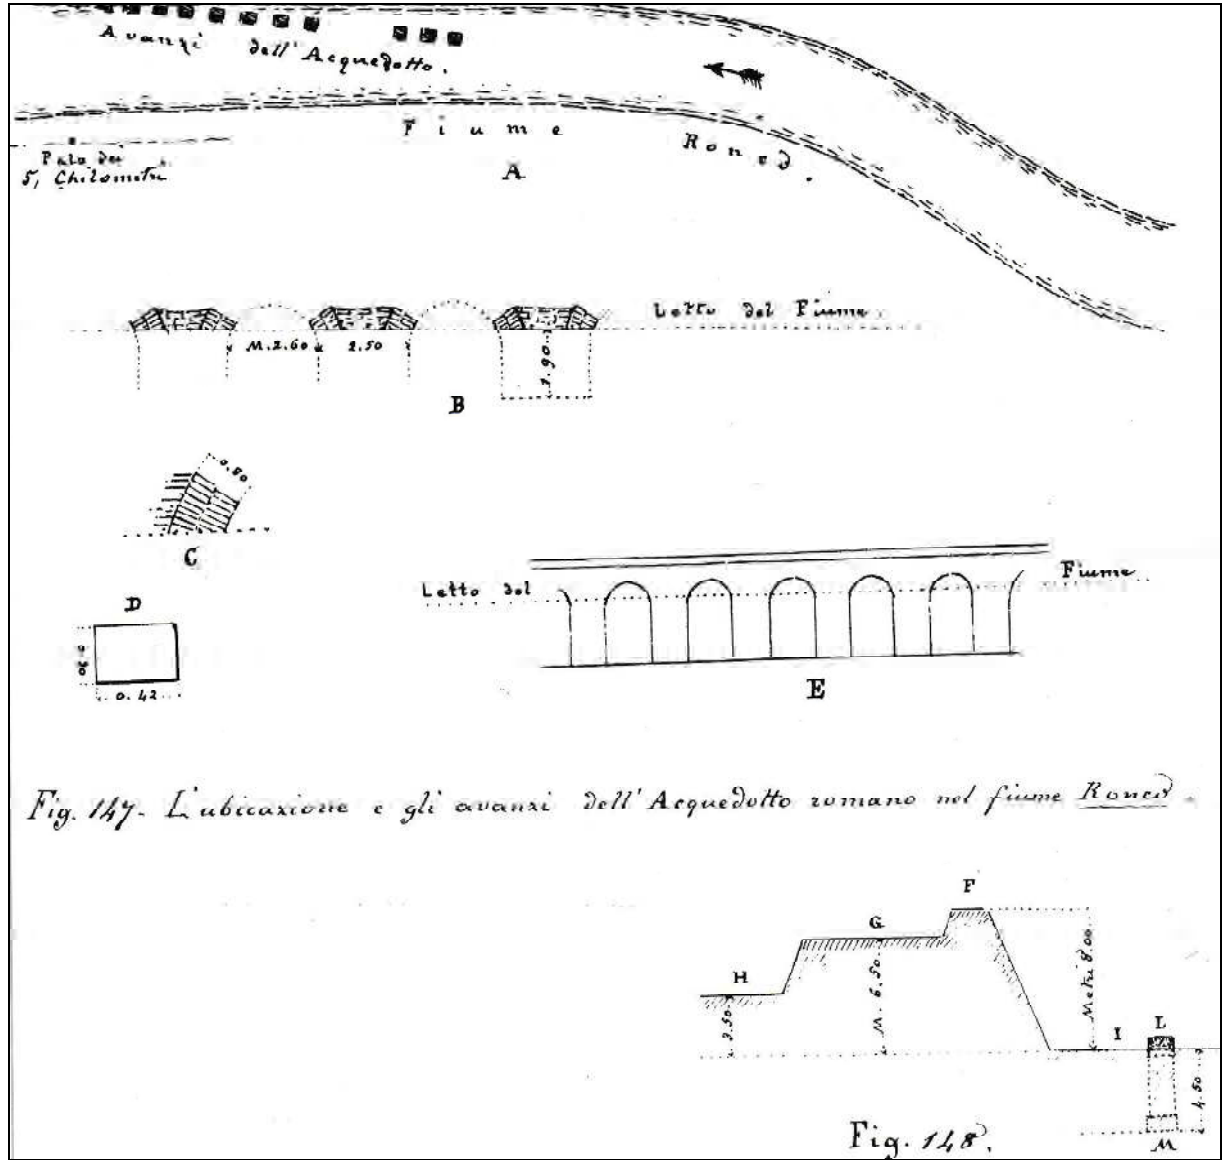 Avanzi dell'Acquedotto.
Fiume Ronco.
Palo dei
5, Chilometri
A
Letto del Fiume.
M. 2.60
2.50
1.90
B
0.80
C
D
0.42
Letto del Fiume
E
Fig. 147. L'ubicazione e gli avanzi dell'Acquedotto romano nel fiume Ronco.
F
G
H
M. 6.50
Metri 8.00
I
L
4.50
M
Fig. 148.